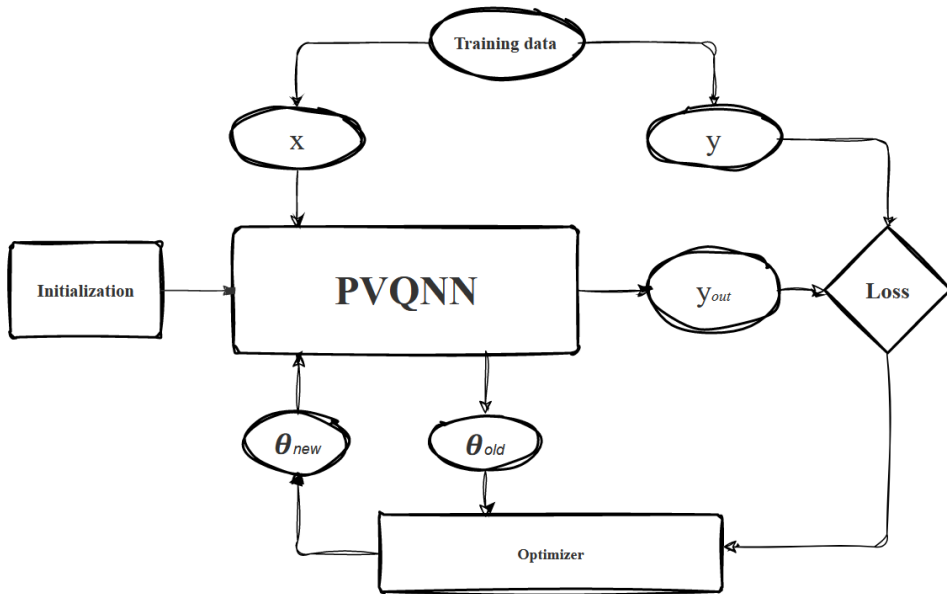 Training data
x
y
Initialization
PVQNN
yout
Loss
θnew
θold
Optimizer